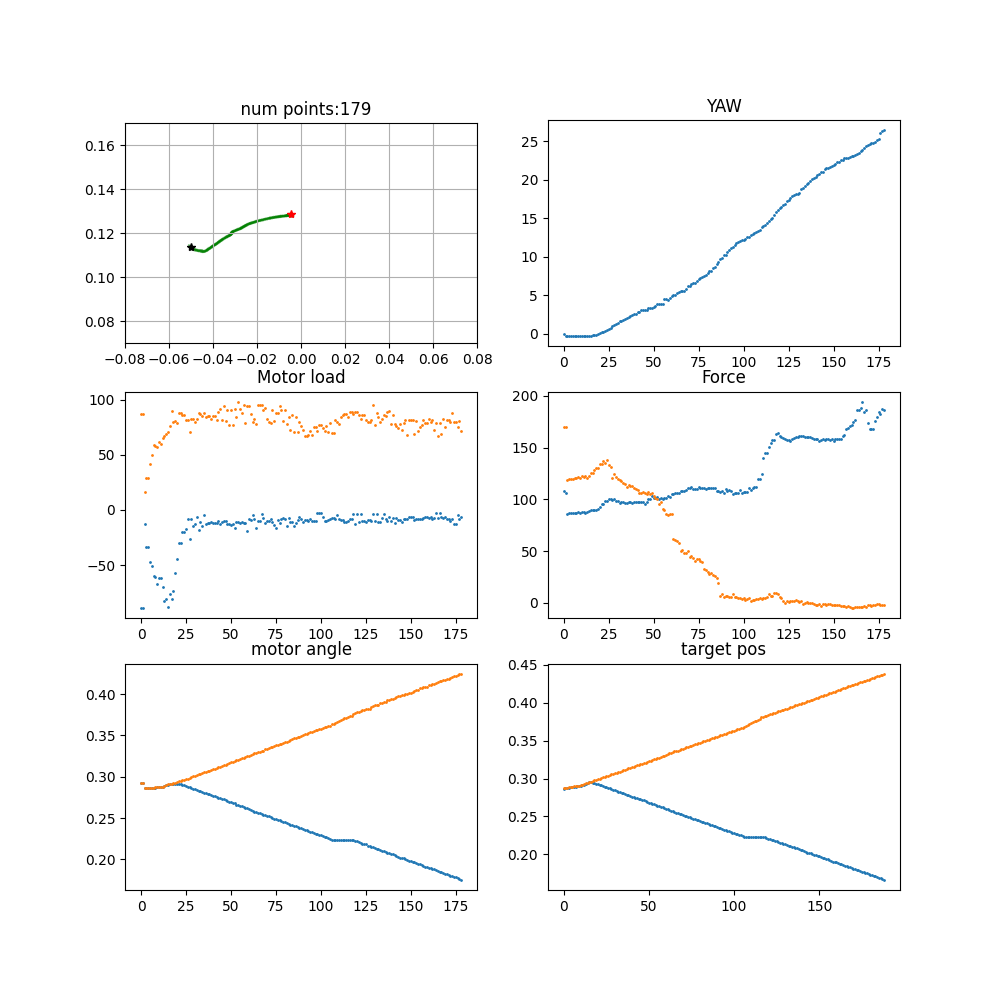 num points:179
YAW
0.16
0.14
0.12
0.10
0.08
−0.08 −0.06 −0.04 −0.02 0.00 0.02 0.04 0.06 0.08
25
20
15
10
5
0
0 25 50 75 100 125 150 175
Motor load
Force
100
50
0
−50
0 25 50 75 100 125 150 175
200
150
100
50
0
0 25 50 75 100 125 150 175
motor angle
target pos
0.40
0.35
0.30
0.25
0.20
0 25 50 75 100 125 150 175
0.45
0.40
0.35
0.30
0.25
0.20
0 50 100 150